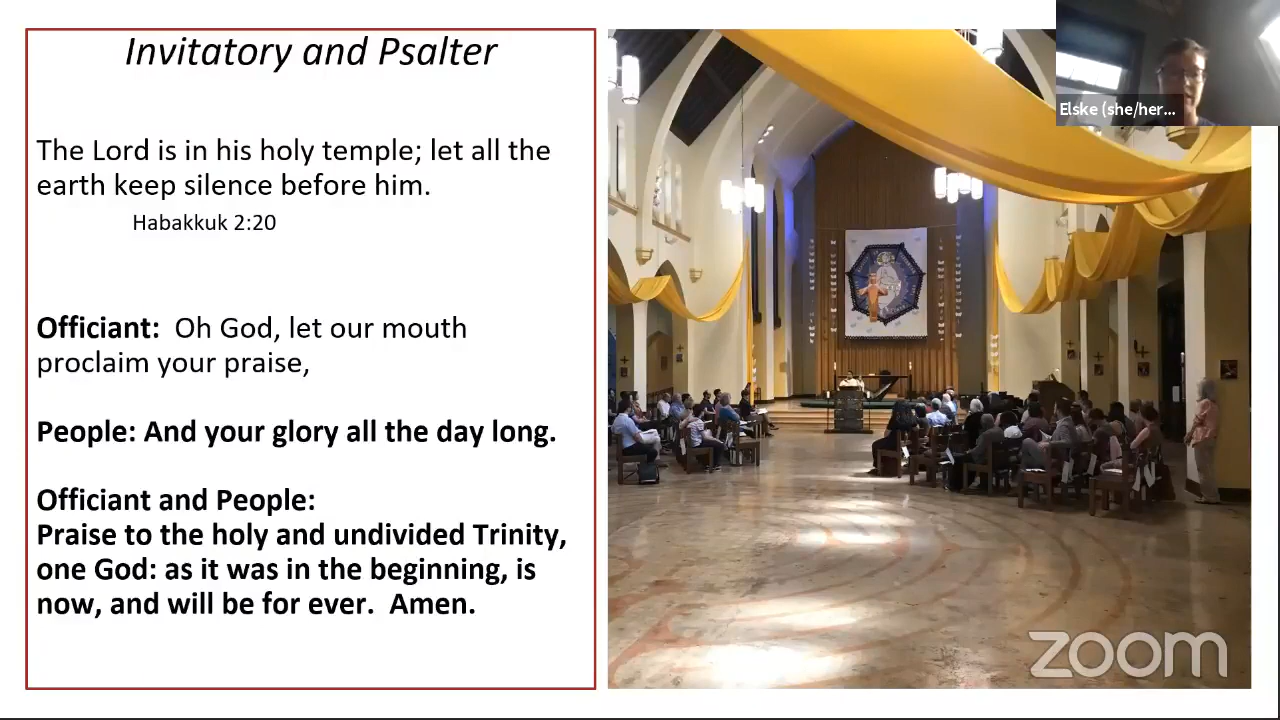 Invitatory and Psalter
The Lord is in his holy temple; let all the
earth keep silence before him.
Habakkuk 2:20
Officiant:  Oh God, let our mouth
proclaim your praise,
People: And your glory all the day long.
Officiant and People:
Praise to the holy and undivided Trinity,
one God: as it was in the beginning, is
now, and will be for ever.  Amen.
Elske (she/her...
zoom